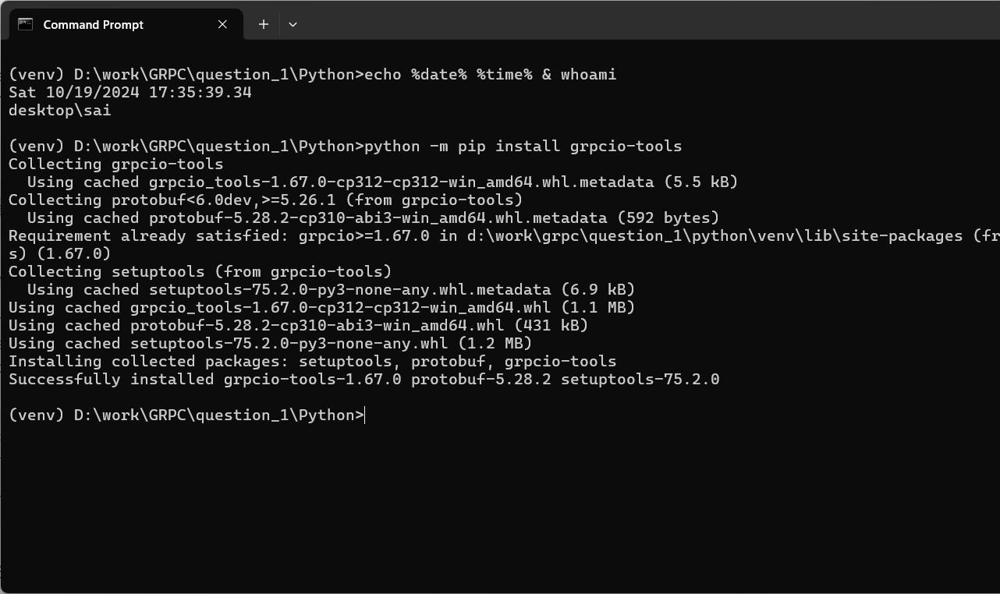 Command Prompt
(venv) D:\work\GRPC\question_1\Python>echo %date% %time% & whoami
Sat 10/19/2024 17:35:39.34
desktop\sai
(venv) D:\work\GRPC\question_1\Python>python -m pip install grpcio-tools
Collecting grpcio-tools
  Using cached grpcio_tools-1.67.0-cp312-cp312-win_amd64.whl.metadata (5.5 kB)
Collecting protobuf<6.0dev,>=5.26.1 (from grpcio-tools)
  Using cached protobuf-5.28.2-cp310-abi3-win_amd64.whl.metadata (592 bytes)
Requirement already satisfied: grpcio>=1.67.0 in d:\work\grpc\question_1\python\venv\lib\site-packages (fr
s) (1.67.0)
Collecting setuptools (from grpcio-tools)
  Using cached setuptools-75.2.0-py3-none-any.whl.metadata (6.9 kB)
Using cached grpcio_tools-1.67.0-cp312-cp312-win_amd64.whl (1.1 MB)
Using cached protobuf-5.28.2-cp310-abi3-win_amd64.whl (431 kB)
Using cached setuptools-75.2.0-py3-none-any.whl (1.2 MB)
Installing collected packages: setuptools, protobuf, grpcio-tools
Successfully installed grpcio-tools-1.67.0 protobuf-5.28.2 setuptools-75.2.0
(venv) D:\work\GRPC\question_1\Python>